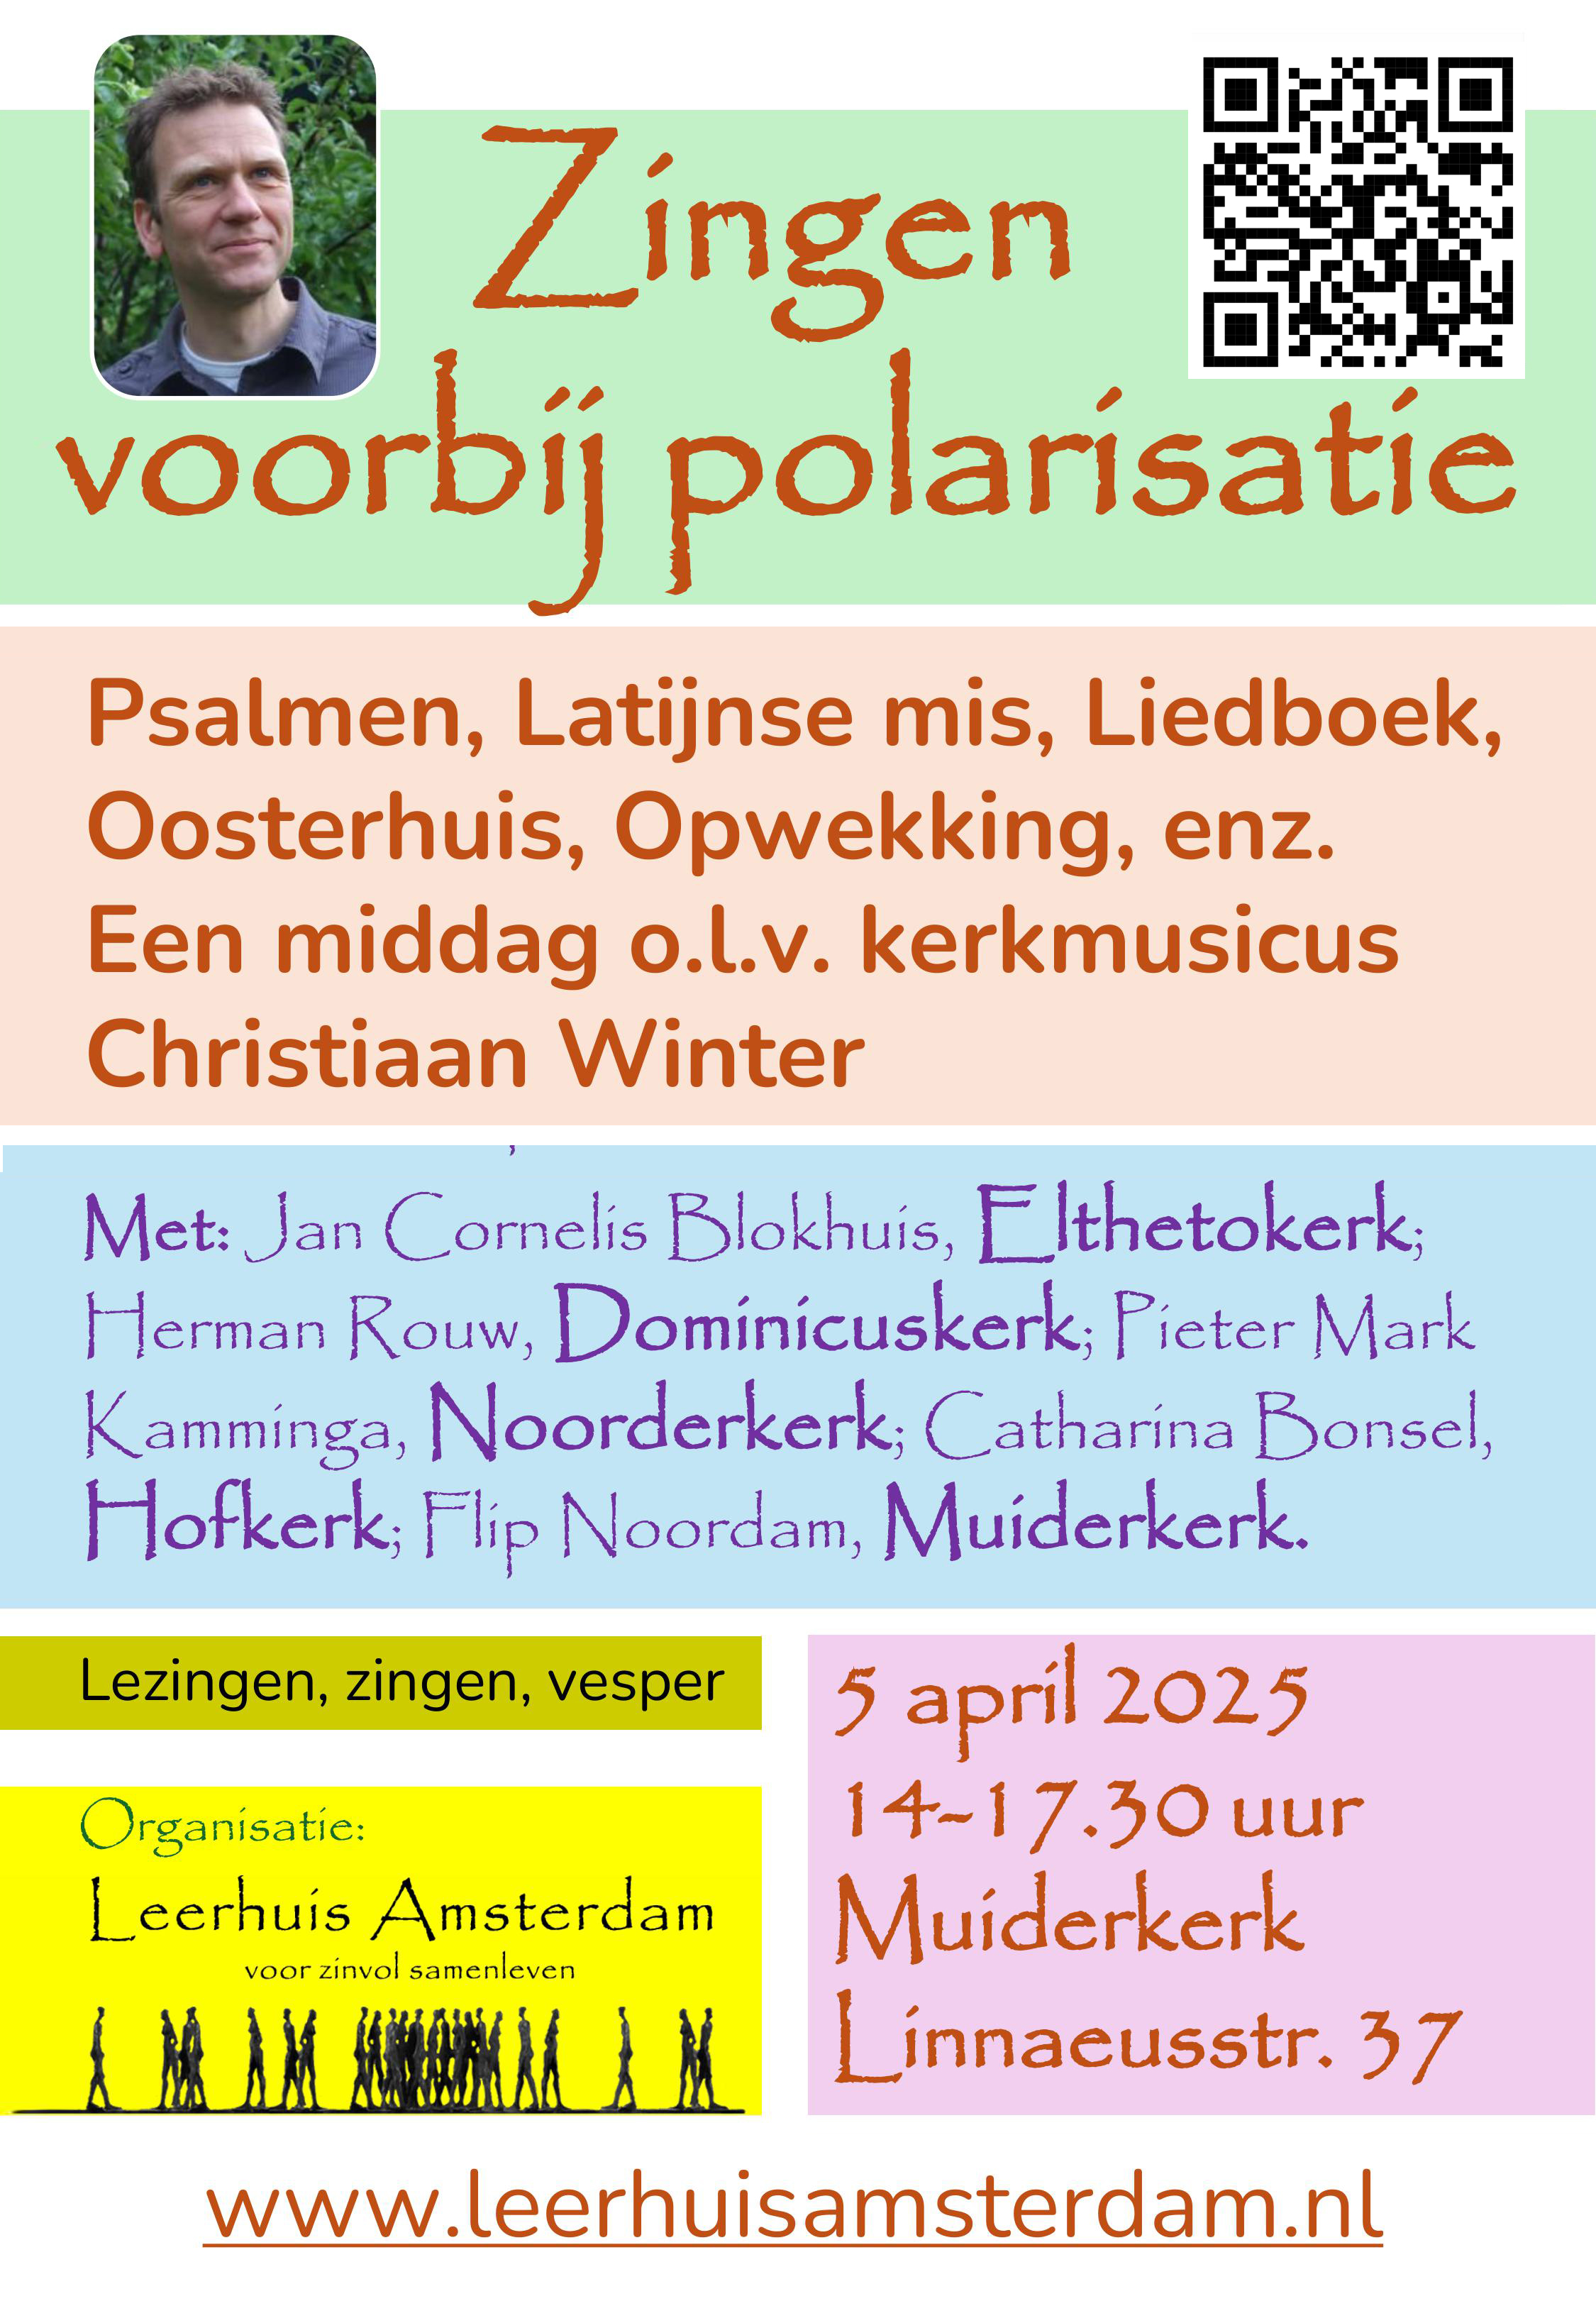 Zingen
voorbij polarisatie
Psalmen, Latijnse mis, Liedboek,
Oosterhuis, Opwekking, enz.
Een middag o.l.v. kerkmusicus
Christiaan Winter
Met: Jan Cornelis Blokhuis, Elthetokerk;
Herman Rouw, Dominicuskerk; Pieter Mark
Kamminga, Noorderkerk; Catharina Bonsel,
Hofkerk; Flip Noordam, Muiderkerk.
Lezingen, zingen, vesper
Organisatie:
Leerhuis Amsterdam
voor zinvol samenleven
5 april 2025
14-17.30 uur
Muiderkerk
Linnaeusstr. 37
www.leerhuisamsterdam.nl